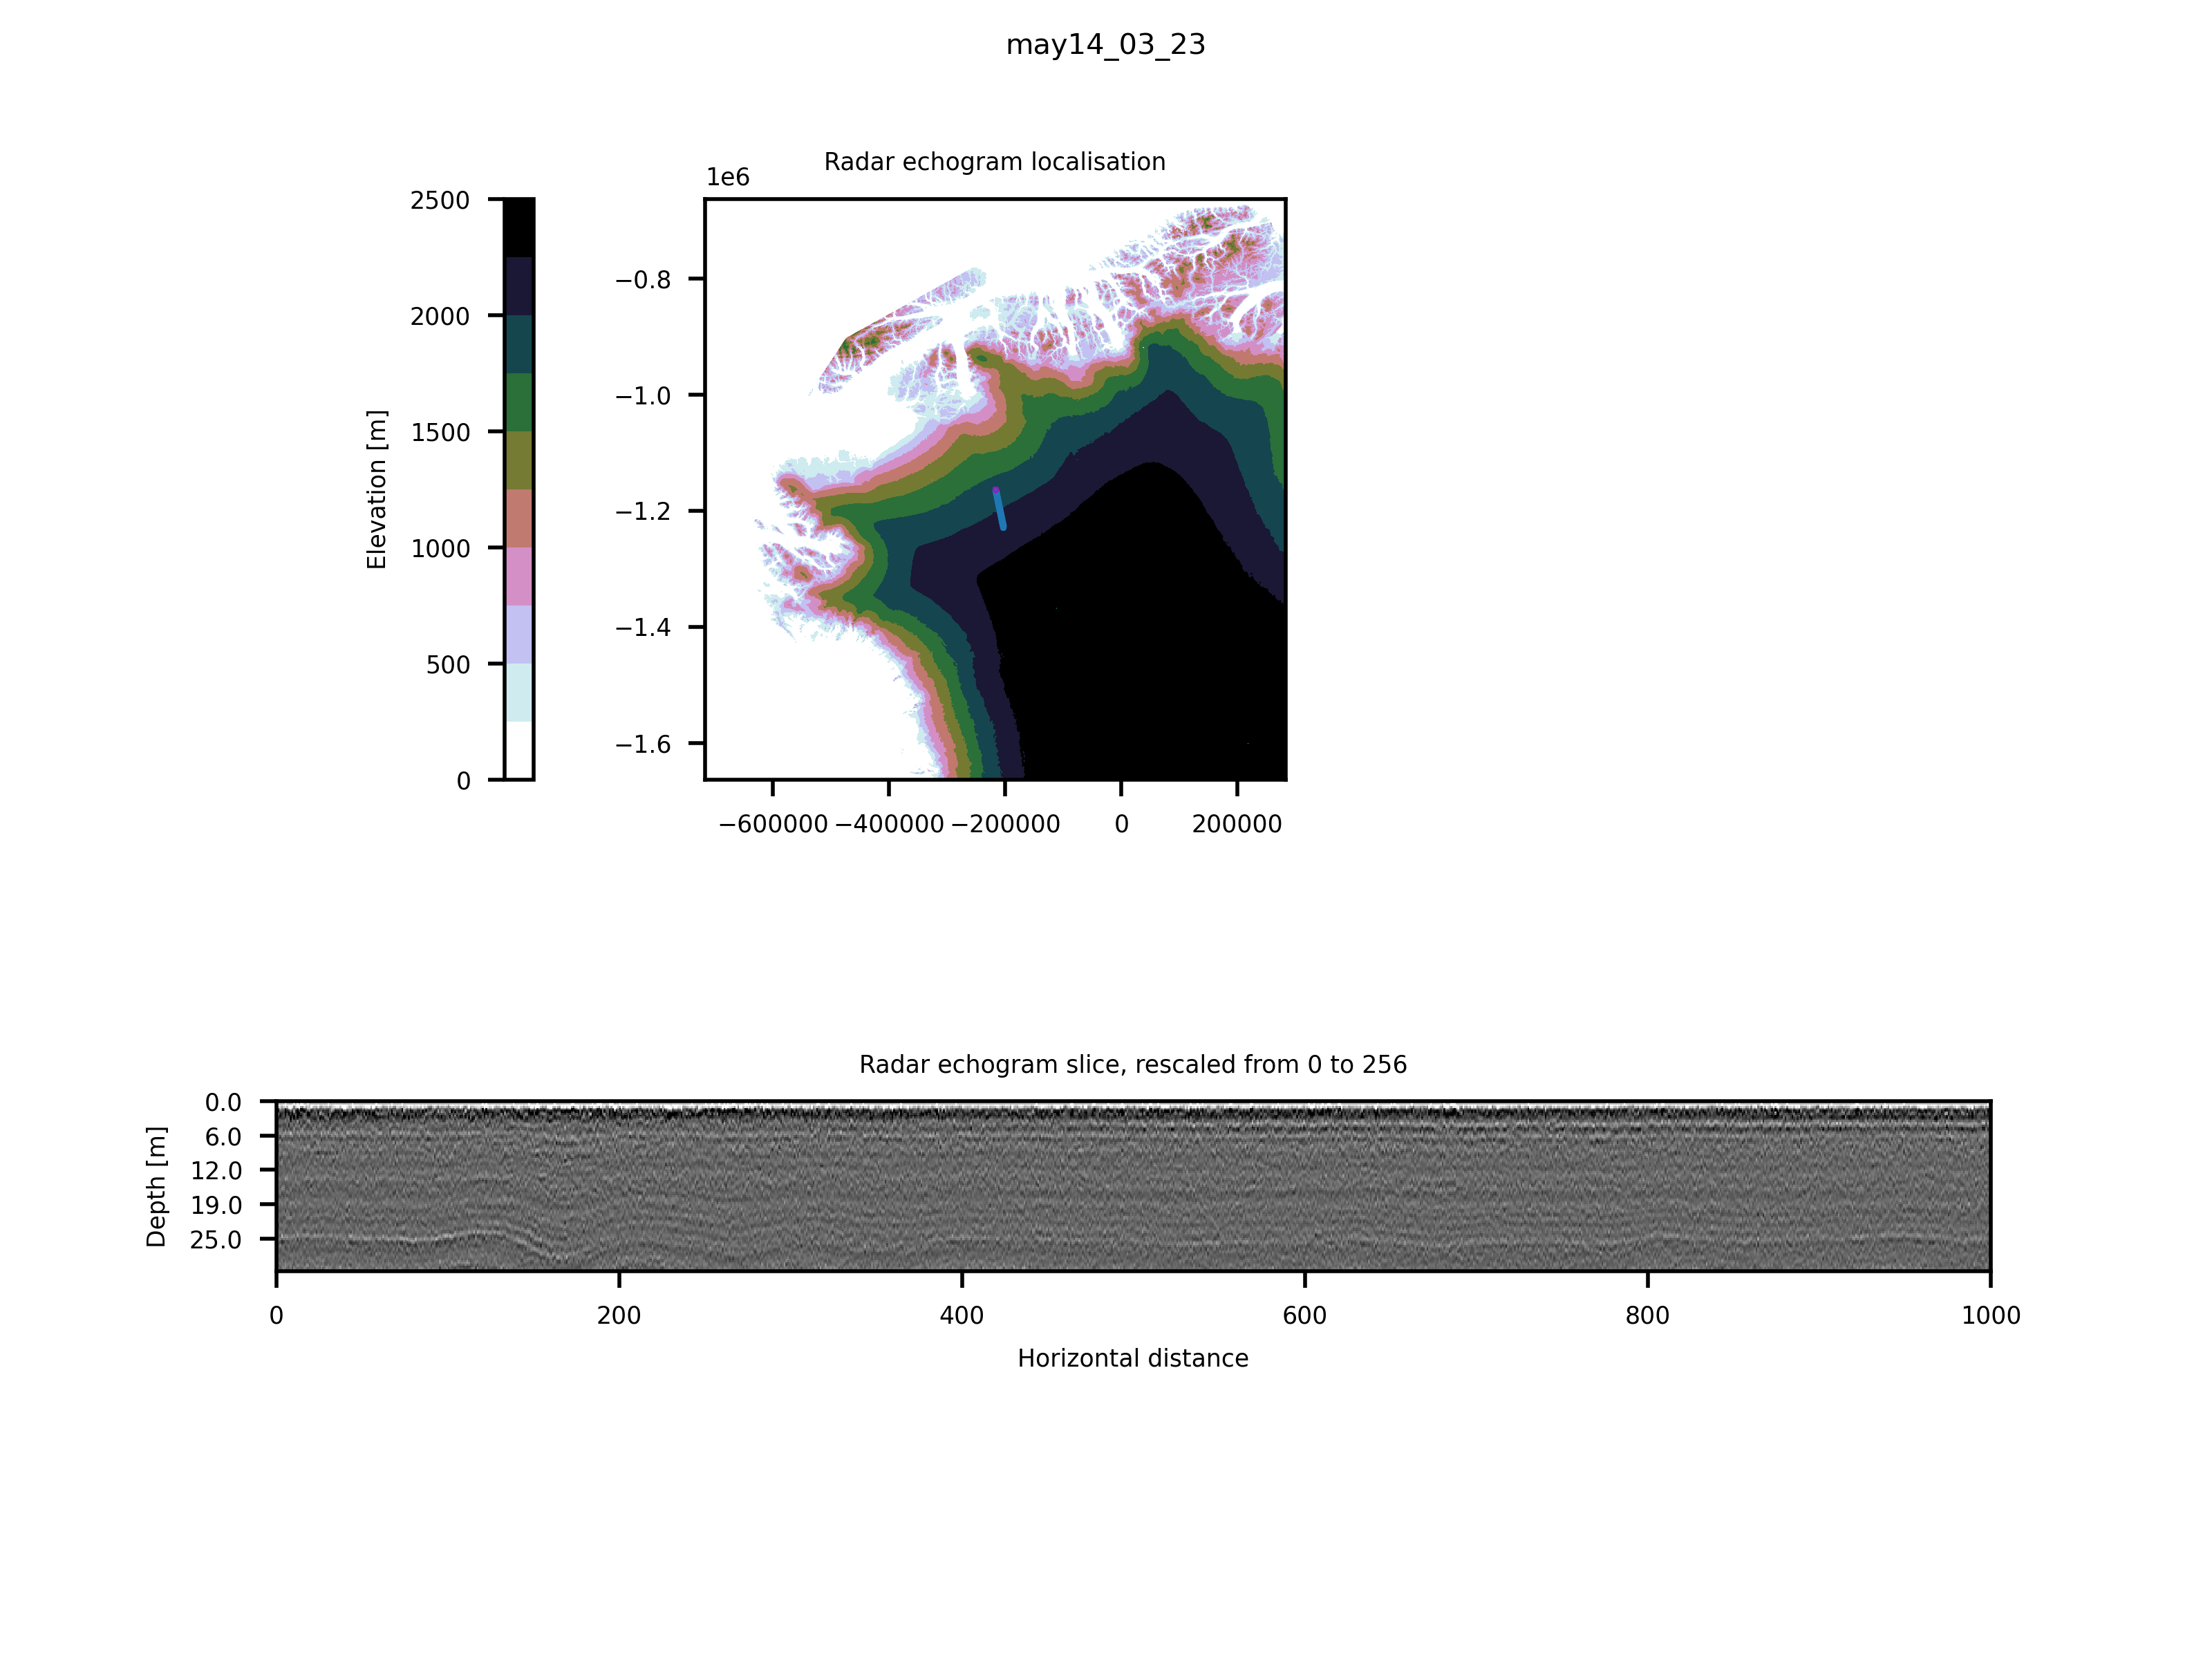 may14_03_23
Radar echogram localisation
1e6
2500
2000
1500
1000
500
0
Elevation [m]
−0.8
−1.0
−1.2
−1.4
−1.6
−600000 −400000 −200000 0 200000
Radar echogram slice, rescaled from 0 to 256
0.0
6.0
12.0
19.0
25.0
Depth [m]
0 200 400 600 800 1000
Horizontal distance